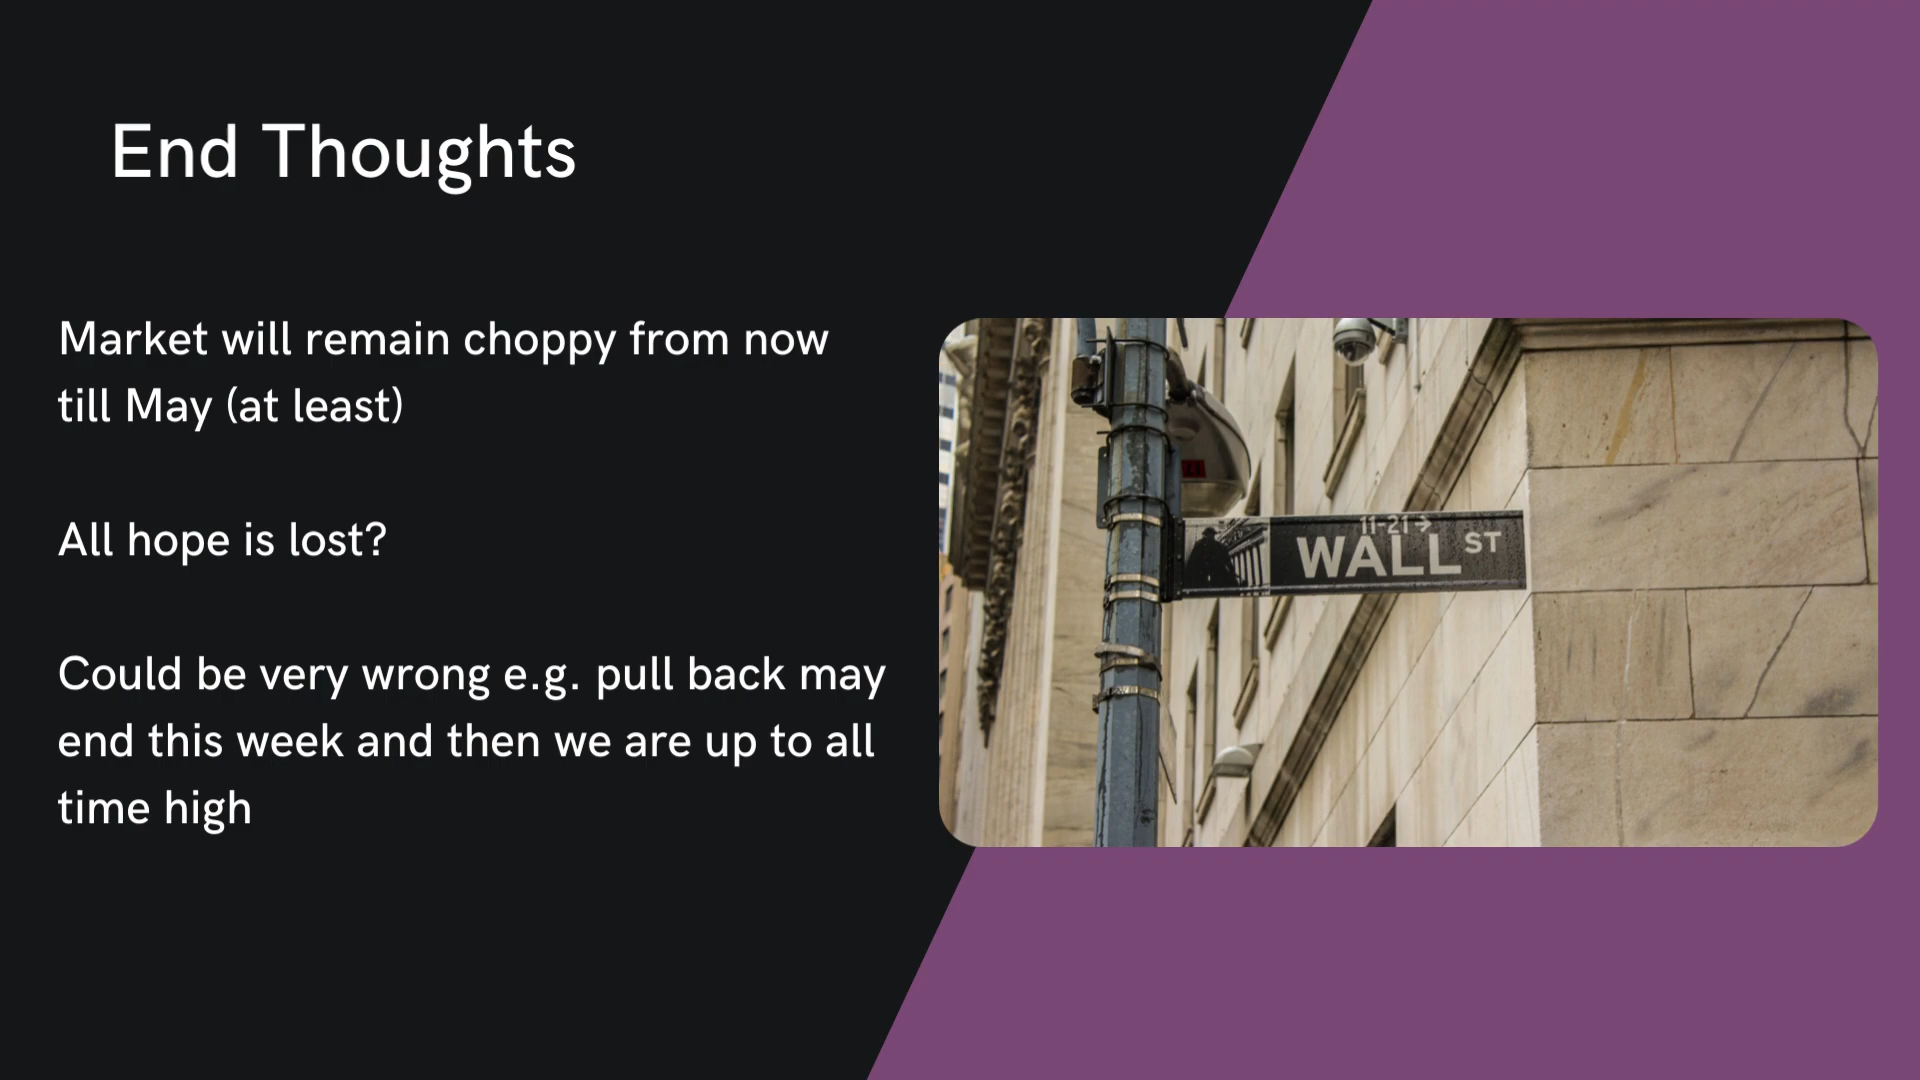 End Thoughts
Market will remain choppy from now
till May (at least)
All hope is lost?
Could be very wrong e.g. pull back may
end this week and then we are up to all
time high
11-21→
WALL ST